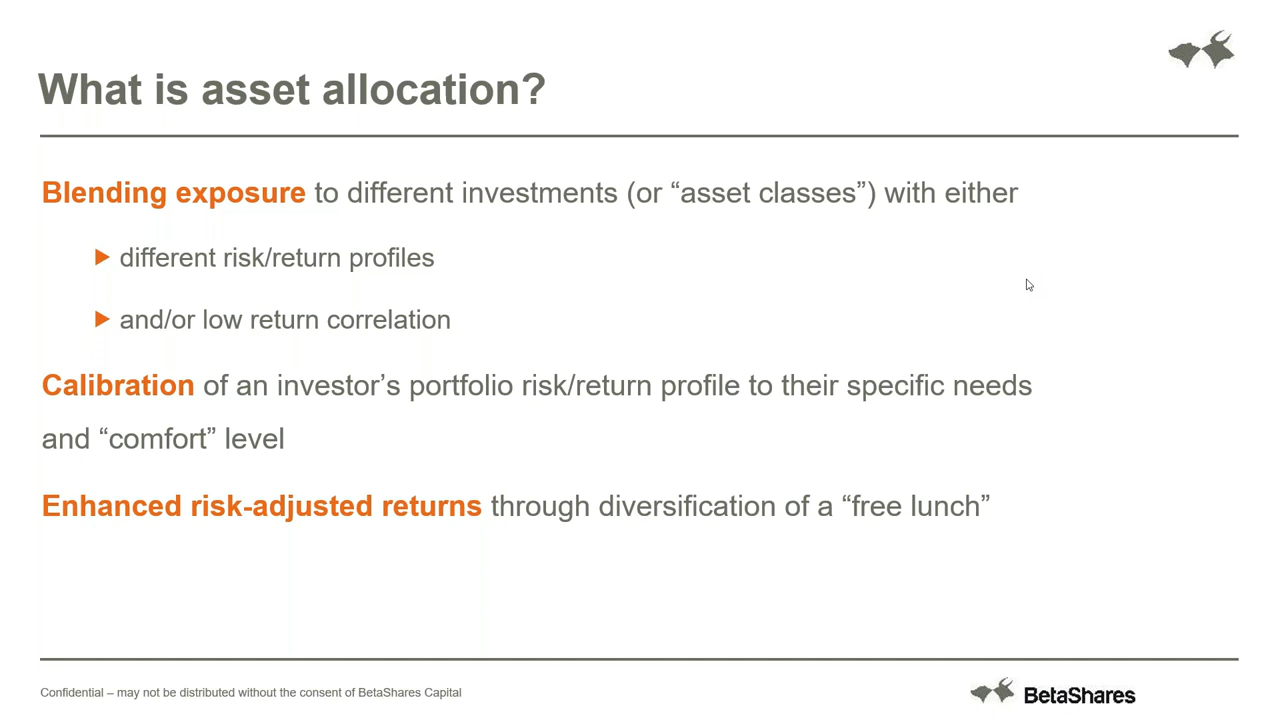 What is asset allocation?
Blending exposure to different investments (or “asset classes”) with either
different risk/return profiles
and/or low return correlation
Calibration of an investor’s portfolio risk/return profile to their specific needs
and “comfort” level
Enhanced risk-adjusted returns through diversification of a “free lunch”
Confidential – may not be distributed without the consent of BetaShares Capital
BetaShares